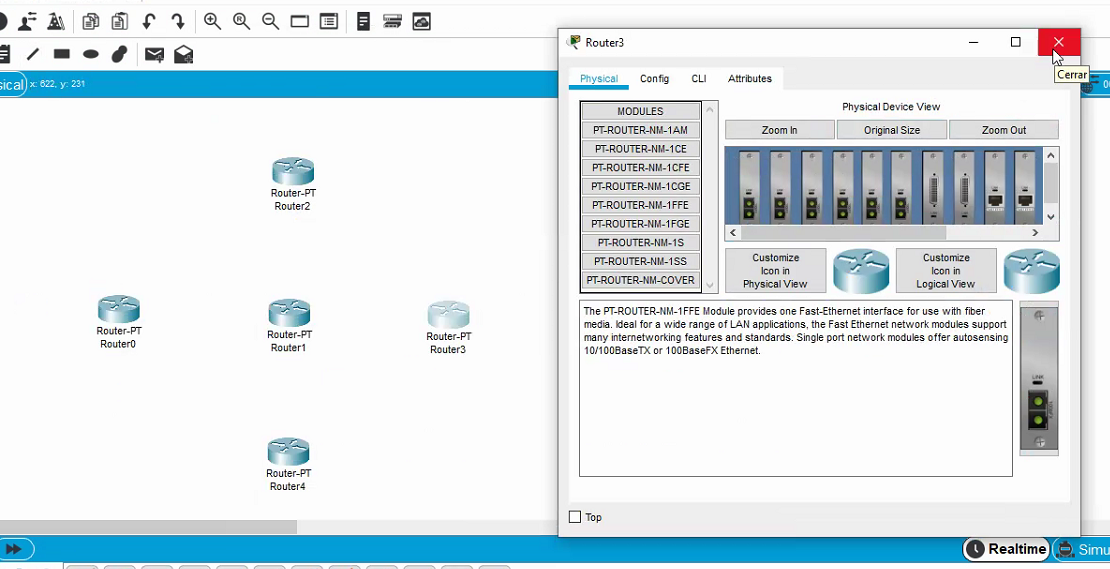 sical
x: 622, y: 231
Router3
Cerrar
Physical
Config
CLI
Attributes
MODULES
PT-ROUTER-NM-1AM
PT-ROUTER-NM-1CE
PT-ROUTER-NM-1CFE
PT-ROUTER-NM-1CGE
PT-ROUTER-NM-1FFE
PT-ROUTER-NM-1FGE
PT-ROUTER-NM-1S
PT-ROUTER-NM-1SS
PT-ROUTER-NM-COVER
Physical Device View
Zoom In
Original Size
Zoom Out
Customize
Icon in
Physical View
Customize
Icon in
Logical View
The PT-ROUTER-NM-1FFE Module provides one Fast-Ethernet interface for use with fiber
media. Ideal for a wide range of LAN applications, the Fast Ethernet network modules support
many internetworking features and standards. Single port network modules offer autosensing
10/100BaseTX or 100BaseFX Ethernet.
LINK
Top
Router-PT
Router2
Router-PT
Router0
Router-PT
Router1
Router-PT
Router3
Router-PT
Router4
Realtime
Simu